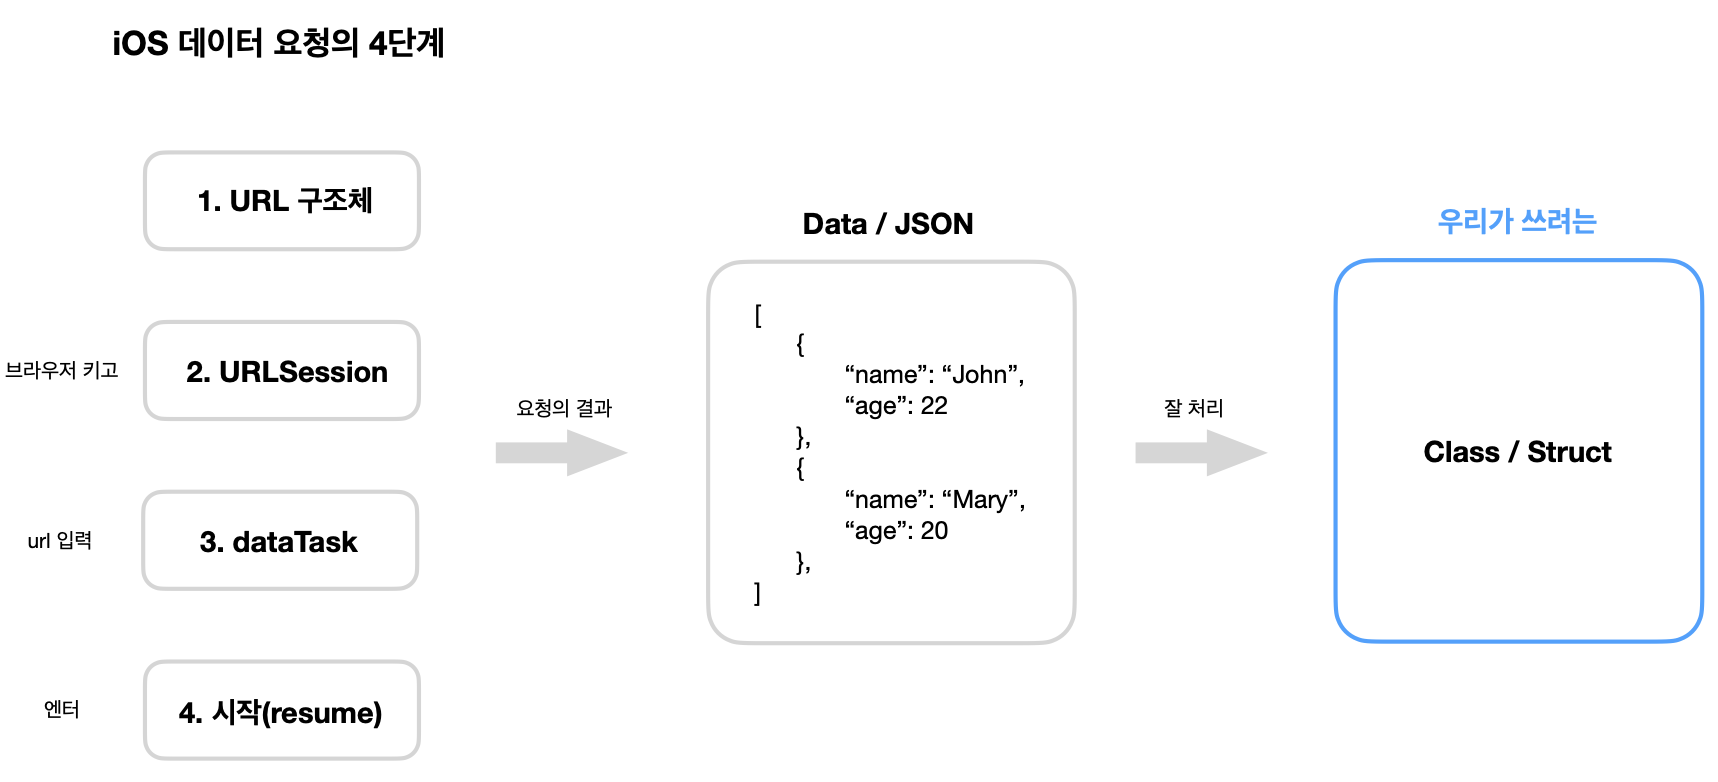 iOS 데이터 요청의 4단계
1. URL 구조체
브라우저 키고
2. URLSession
url 입력
3. dataTask
엔터
4. 시작(resume)
요청의 결과
Data / JSON
[
{
“name”: “John”,
“age”: 22
},
{
“name”: “Mary”,
“age”: 20
},
]
잘 처리
우리가 쓰려는
Class / Struct